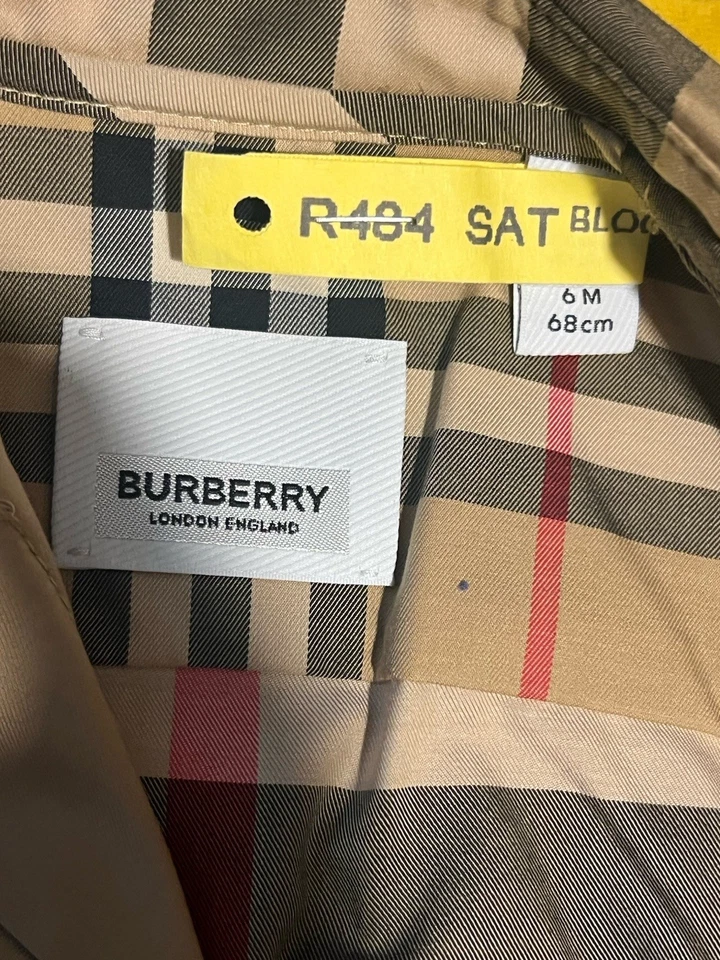 R484 SAT
6 M
68cm
BURBERRY
LONDON ENGLAND